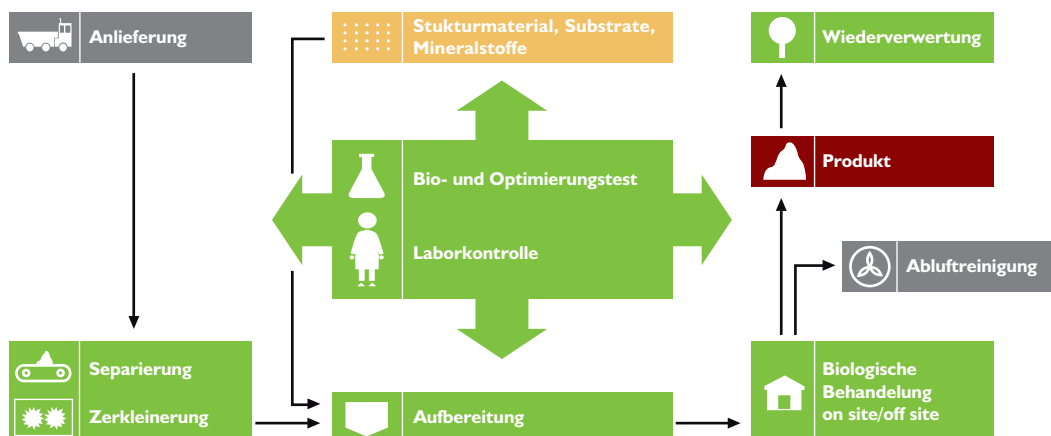 Anlieferung
Stukturmaterial, Substrate,
Mineralstoffe
Wiederverwertung
Bio- und Optimierungstest
Produkt
Laborkontrolle
Abluftreinigung
Separierung
Zerkleinerung
Aufbereitung
Biologische
Behandelung
on site/off site